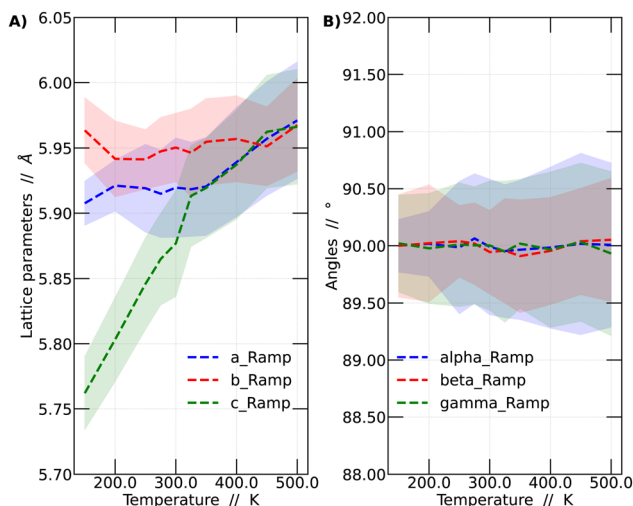 A)
Lattice parameters // Å
6.05
6.00
5.95
5.90
5.85
5.80
5.75
5.70
a_Ramp
b_Ramp
c_Ramp
200.0 300.0 400.0 500.0
Temperature // K
B)
Angles // °
92.00
91.50
91.00
90.50
90.00
89.50
89.00
88.50
88.00
alpha_Ramp
beta_Ramp
gamma_Ramp
200.0 300.0 400.0 500.0
Temperature // K